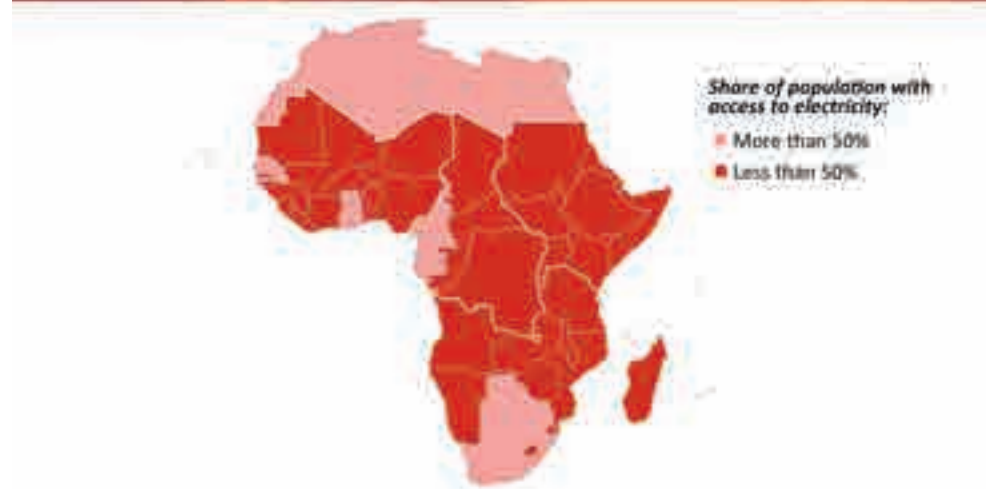 Share of population with
access to electricity:
More than 50%
Less than 50%